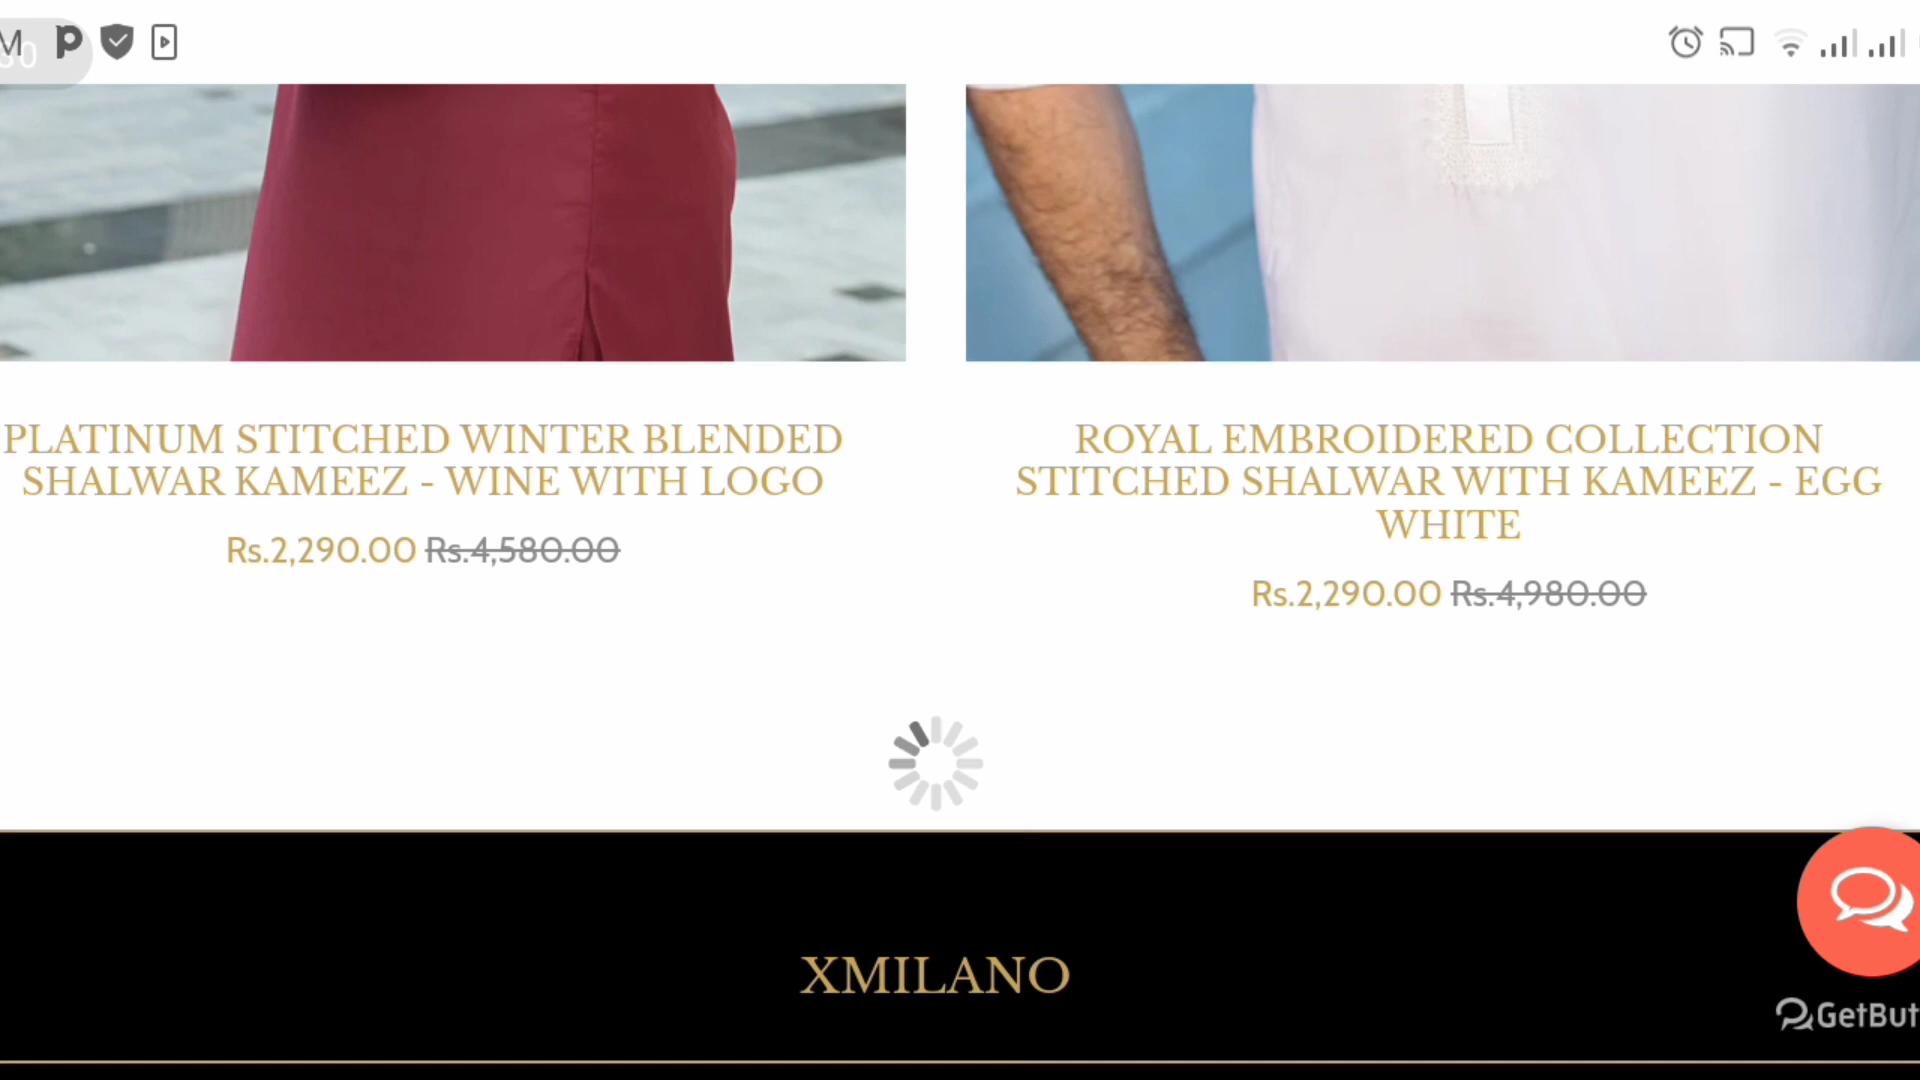 PLATINUM STITCHED WINTER BLENDED
SHALWAR KAMEEZ - WINE WITH LOGO
Rs.2,290.00 Rs.4,580.00
ROYAL EMBROIDERED COLLECTION
STITCHED SHALWAR WITH KAMEEZ - EGG
WHITE
Rs.2,290.00 Rs.4,980.00
XMILANO
GetBut